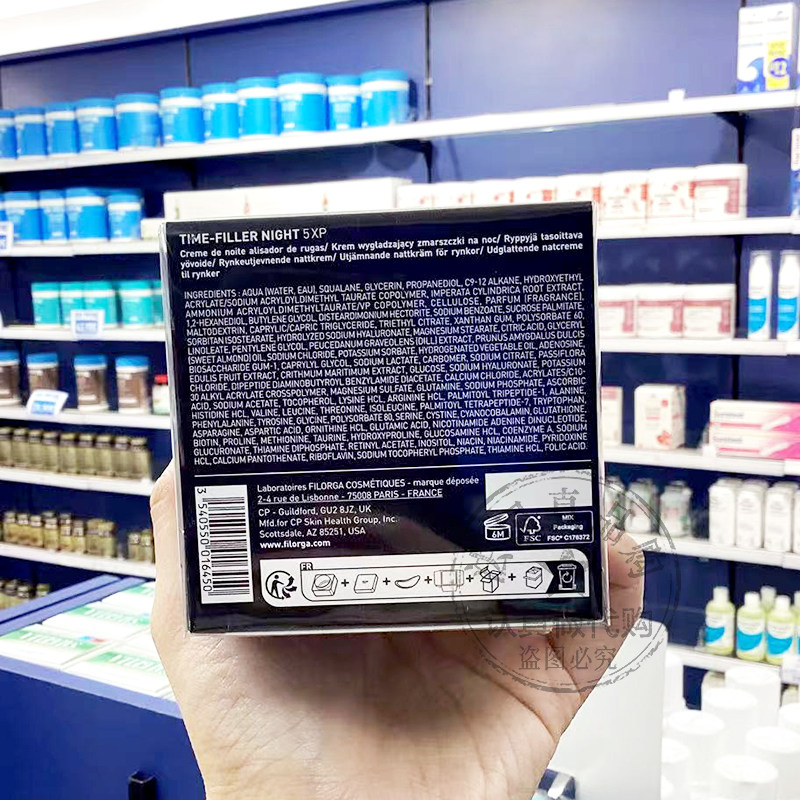 TIME-FILLER NIGHT 5XP
Creme de noite alisador de rugas/ Krem wygładzający zmarszczki na noc/ Ryppyjä tasoittava
yövoide/ Rynkeutjevnende nattkrem/ Utjämnande nattkräm för rynkor/ Udglattende natcreme
til rynker
INGREDIENTS : AQUA (WATER, EAU), SQUALANE, GLYCERIN, PROPANEDIOL, C9-12 ALKANE, HYDROXYETHYL
ACRYLATE/SODIUM ACRYLOYLDIMETHYL TAURATE COPOLYMER, IMPERATA CYLINDRICA ROOT EXTRACT,
AMMONIUM ACRYLOYLDIMETHYLTAURATE/VP COPOLYMER, CELLULOSE, PARFUM (FRAGRANCE),
1,2-HEXANEDIOL, BUTYLENE GLYCOL, DISTEARDIMONIUM HECTORITE, SODIUM BENZOATE, SUCROSE PALMITATE,
MALTODEXTRIN, CAPRYLIC/CAPRIC TRIGLYCERIDE, TRIETHYL CITRATE, XANTHAN GUM, POLYSORBATE 60,
SORBITAN ISOSTEARATE, HYDROLYZED SODIUM HYALURONATE, MAGNESIUM STEARATE, CITRIC ACID, GLYCERYL
LINOLEATE, PENTYLENE GLYCOL, PEUCEDANUM GRAVEOLENS (DILL) EXTRACT, PRUNUS AMYGDALUS DULCIS
(SWEET ALMOND) OIL, SODIUM CHLORIDE, POTASSIUM SORBATE, HYDROGENATED VEGETABLE OIL, ADENOSINE,
BIOSACCHARIDE GUM-1, CAPRYLYL GLYCOL, SODIUM LACTATE, CARBOMER, SODIUM CITRATE, PASSIFLORA
EDULIS FRUIT EXTRACT, CRITHMUM MARITIMUM EXTRACT, GLUCOSE, SODIUM HYALURONATE, POTASSIUM
CHLORIDE, DIPEPTIDE DIAMINOBUTYROYL BENZYLAMIDE DIACETATE, CALCIUM CHLORIDE, ACRYLATES/C10-
30 ALKYL ACRYLATE CROSSPOLYMER, MAGNESIUM SULFATE, GLUTAMINE, SODIUM PHOSPHATE, ASCORBIC
ACID, SODIUM ACETATE, TOCOPHEROL, LYSINE HCL, ARGININE HCL, PALMITOYL TRIPEPTIDE-1, ALANINE,
HISTIDINE HCL, VALINE, LEUCINE, THREONINE, ISOLEUCINE, PALMITOYL TETRAPEPTIDE-7, TRYPTOPHAN,
PHENYLALANINE, TYROSINE, GLYCINE, POLYSORBATE 80, SERINE, CYSTINE, CYANOCOBALAMIN, GLUTATHIONE,
ASPARAGINE, ASPARTIC ACID, ORNITHINE HCL, GLUTAMIC ACID, NICOTINAMIDE ADENINE DINUCLEOTIDE,
BIOTIN, PROLINE, METHIONINE, TAURINE, HYDROXYPROLINE, GLUCOSAMINE HCL, COENZYME A, SODIUM
GLUCURONATE, THIAMINE DIPHOSPHATE, RETINYL ACETATE, INOSITOL, NIACIN, NIACINAMIDE, PYRIDOXINE
HCL, CALCIUM PANTOTHENATE, RIBOFLAVIN, SODIUM TOCOPHERYL PHOSPHATE, THIAMINE HCL, FOLIC ACID.
Laboratoires FILORGA COSMÉTIQUES - marque déposée
2-4 rue de Lisbonne - 75008 PARIS - FRANCE
CP - Guildford, GU2 8JZ, UK
Mfd.for CP Skin Health Group, Inc.
Scottsdale, AZ 85251, USA
www.filorga.com
3 540550 016450
6M
FSC
MIX
Packaging
FSC® C176372
FR
代购
盗图必究